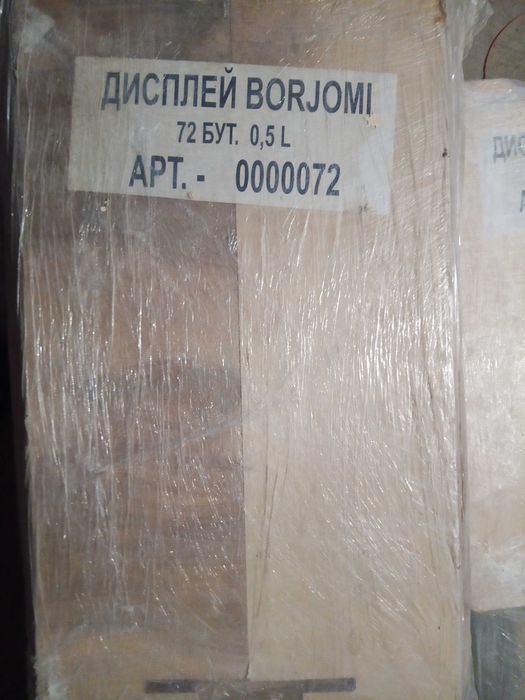 ДИСПЛЕЙ BORJOMI
72 БУТ. 0,5 L
АРТ. - 0000072